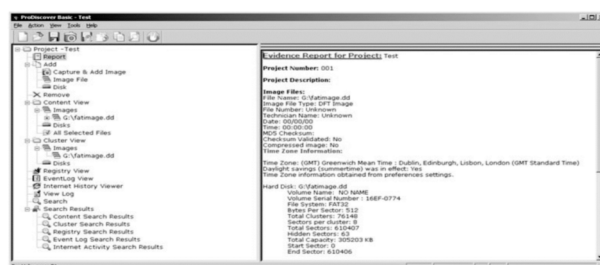 ProDiscover Basic - Test
File Action View Tools Help
Project -Test
Report
Add
Capture & Add Image
Image File
Disk
Remove
Content View
Images
G:\fatimage.dd
Disks
All Selected Files
Cluster View
Images
G:\fatimage.dd
Disks
Registry View
EventLog View
Internet History Viewer
View Log
Search
Search Results
Content Search Results
Cluster Search Results
Registry Search Results
Event Log Search Results
Internet Activity Search Results
Evidence Report for Project: Test
Project Number: 001
Project Description:
Image Files:
File Name: G:\fatimage.dd
Image File Type: DFT Image
File Number: Unknown
Technician Name: Unknown
Date: 00/00/00
Time: 00:00:00
MD5 Checksum:
Checksum Validated: No
Compressed image: No
Time Zone Information:
Time Zone: (GMT) Greenwich Mean Time : Dublin, Edinburgh, Lisbon, London (GMT Standard Time)
Daylight savings (summertime) was in effect: Yes
Time Zone information obtained from preferences settings.
Hard Disk: G:\fatimage.dd
Volume Name: NO NAME
Volume Serial Number : 16EF-0774
File System: FAT32
Bytes Per Sector: 512
Total Clusters: 76148
Sectors per cluster: 8
Total Sectors: 610407
Hidden Sectors: 63
Total Capacity: 305203 KB
Start Sector: 0
End Sector: 610406